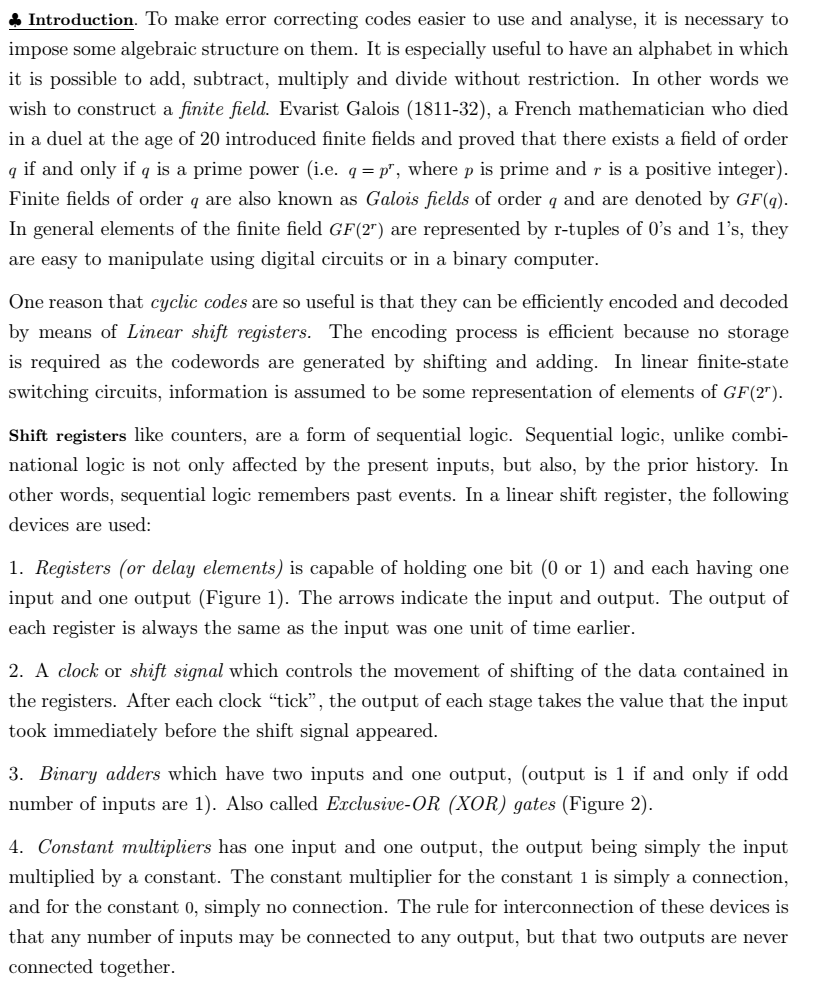 ♣ Introduction. To make error correcting codes easier to use and analyse, it is necessary to
impose some algebraic structure on them. It is especially useful to have an alphabet in which
it is possible to add, subtract, multiply and divide without restriction. In other words we
wish to construct a finite field. Evarist Galois (1811-32), a French mathematician who died
in a duel at the age of 20 introduced finite fields and proved that there exists a field of order
q if and only if q is a prime power (i.e. q = pʳ, where p is prime and r is a positive integer).
Finite fields of order q are also known as Galois fields of order q and are denoted by GF(q).
In general elements of the finite field GF(2ʳ) are represented by r-tuples of 0's and 1's, they
are easy to manipulate using digital circuits or in a binary computer.
One reason that cyclic codes are so useful is that they can be efficiently encoded and decoded
by means of Linear shift registers. The encoding process is efficient because no storage
is required as the codewords are generated by shifting and adding. In linear finite-state
switching circuits, information is assumed to be some representation of elements of GF(2ʳ).
Shift registers like counters, are a form of sequential logic. Sequential logic, unlike combi-
national logic is not only affected by the present inputs, but also, by the prior history. In
other words, sequential logic remembers past events. In a linear shift register, the following
devices are used:
1. Registers (or delay elements) is capable of holding one bit (0 or 1) and each having one
input and one output (Figure 1). The arrows indicate the input and output. The output of
each register is always the same as the input was one unit of time earlier.
2. A clock or shift signal which controls the movement of shifting of the data contained in
the registers. After each clock “tick”, the output of each stage takes the value that the input
took immediately before the shift signal appeared.
3. Binary adders which have two inputs and one output, (output is 1 if and only if odd
number of inputs are 1). Also called Exclusive-OR (XOR) gates (Figure 2).
4. Constant multipliers has one input and one output, the output being simply the input
multiplied by a constant. The constant multiplier for the constant 1 is simply a connection,
and for the constant 0, simply no connection. The rule for interconnection of these devices is
that any number of inputs may be connected to any output, but that two outputs are never
connected together.